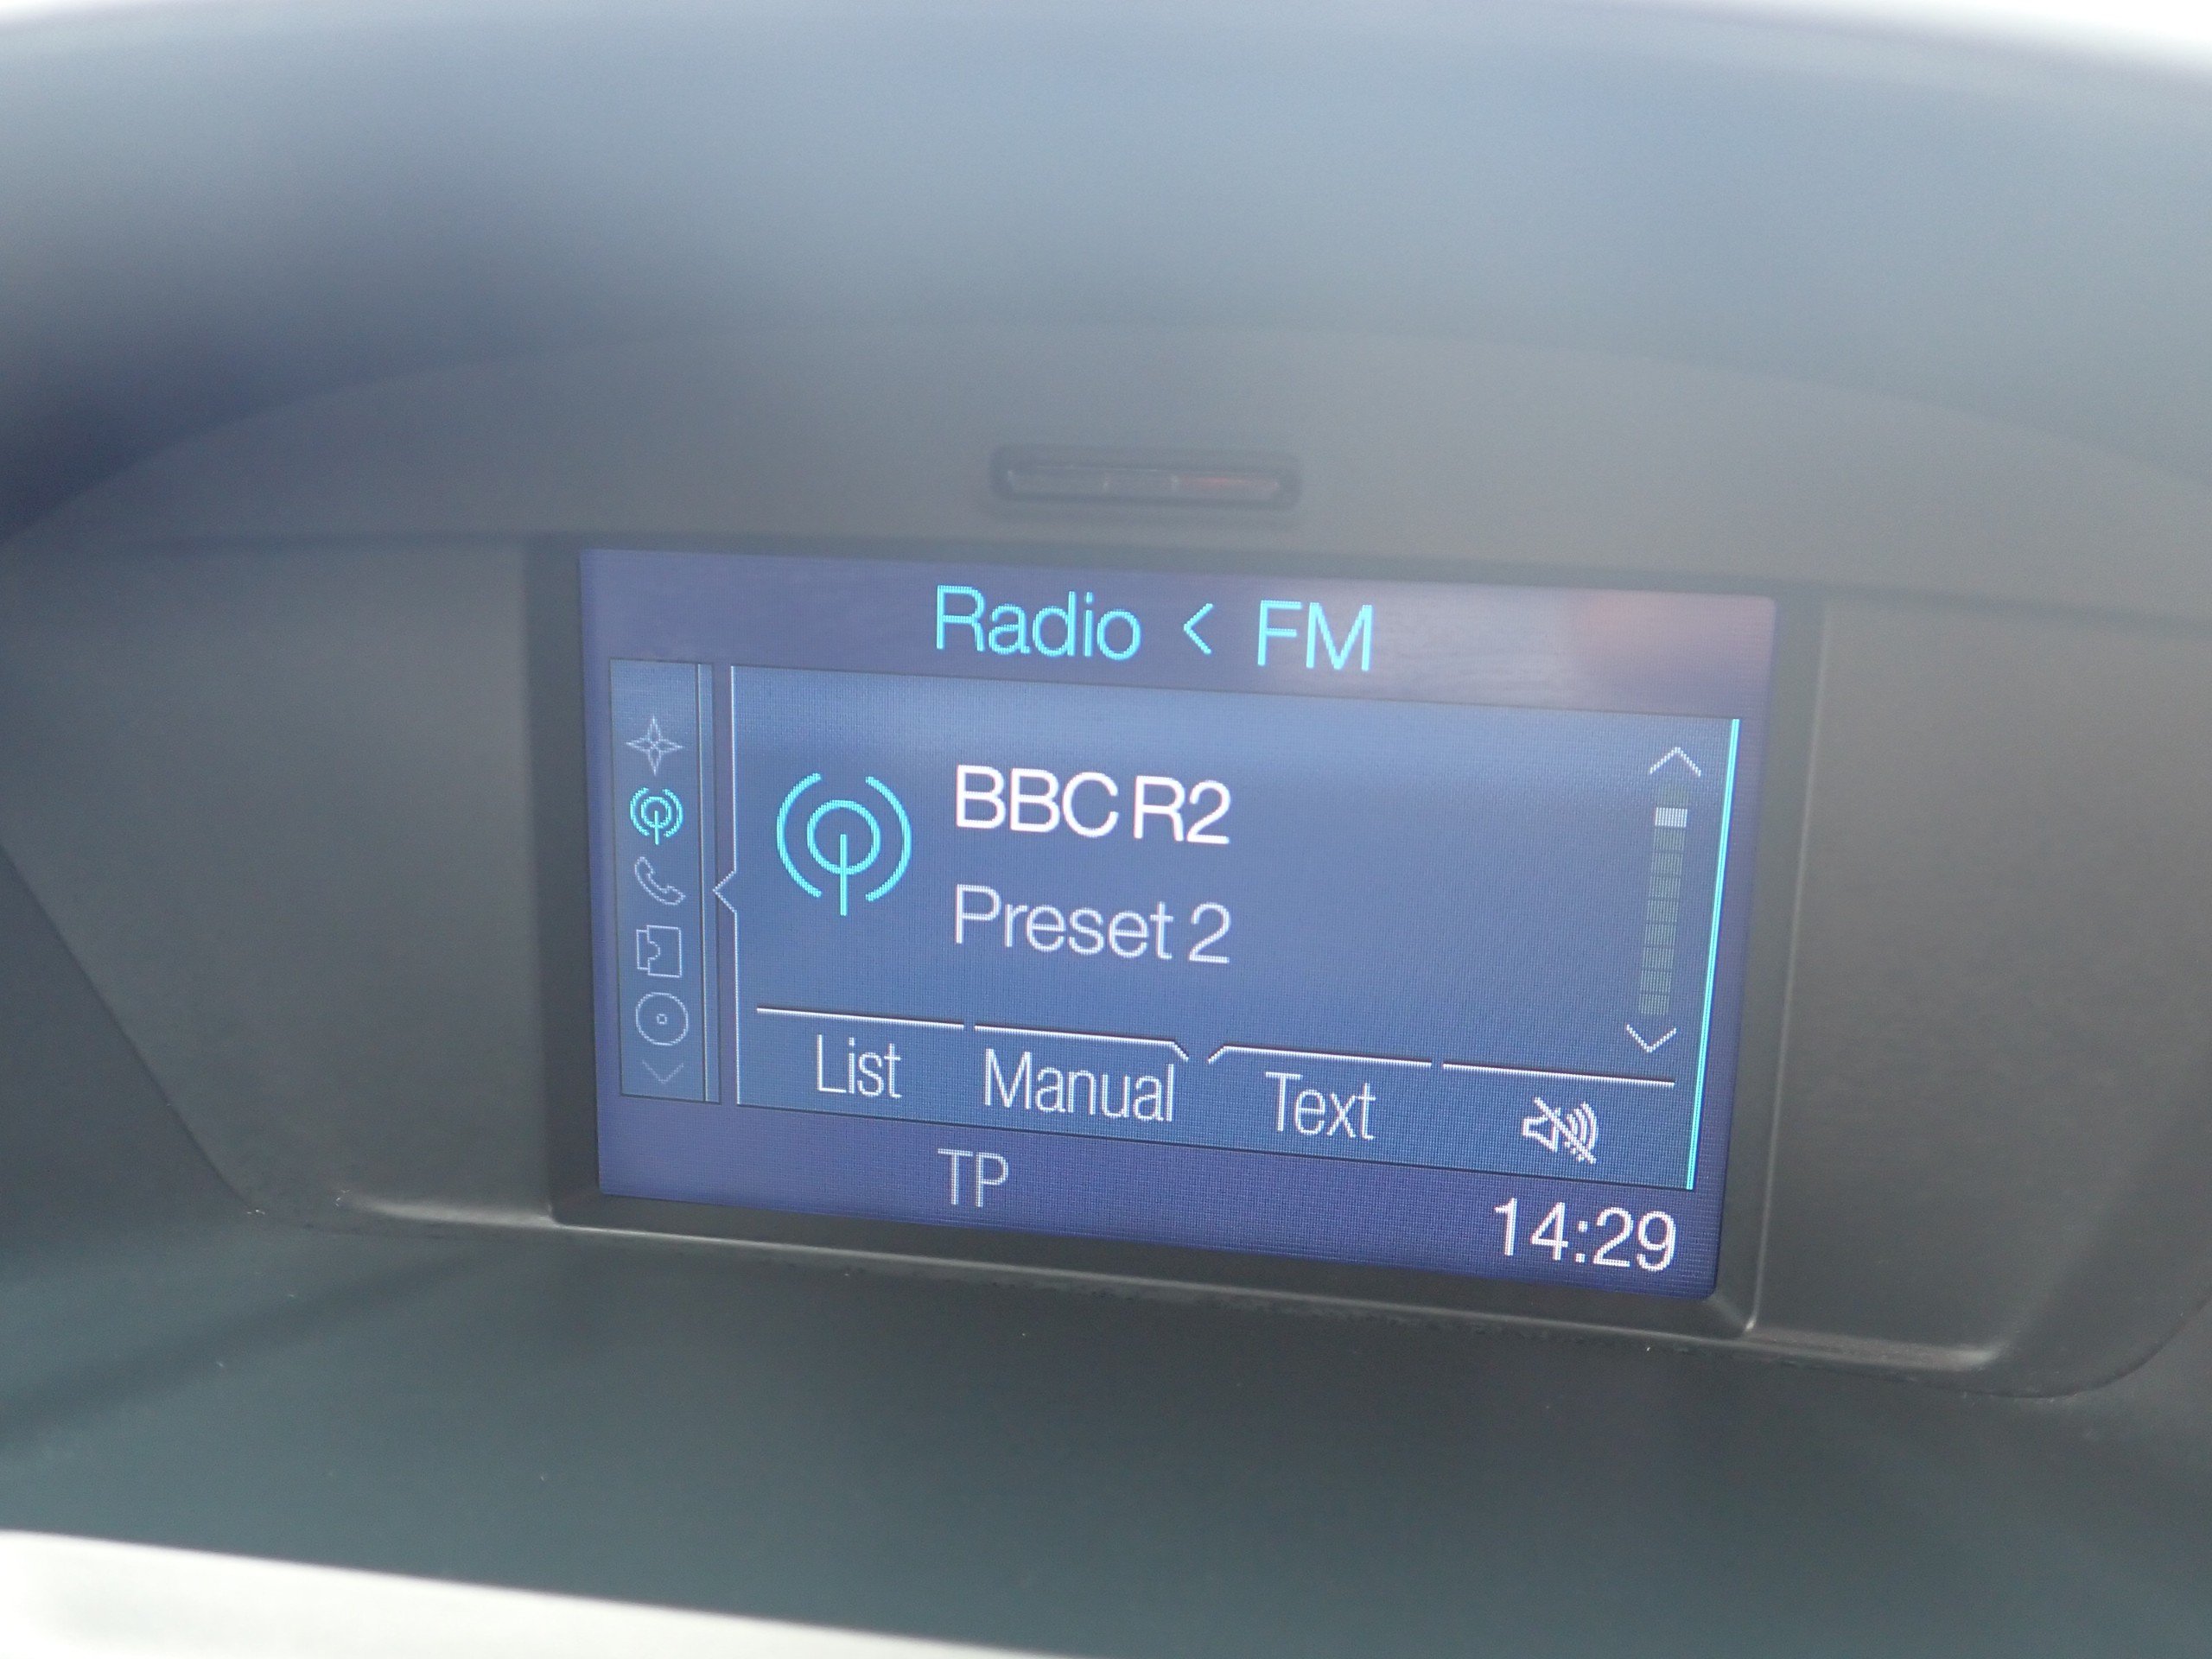 Radio < FM
BBC R2
Preset 2
List Manual Text
TP
14:29